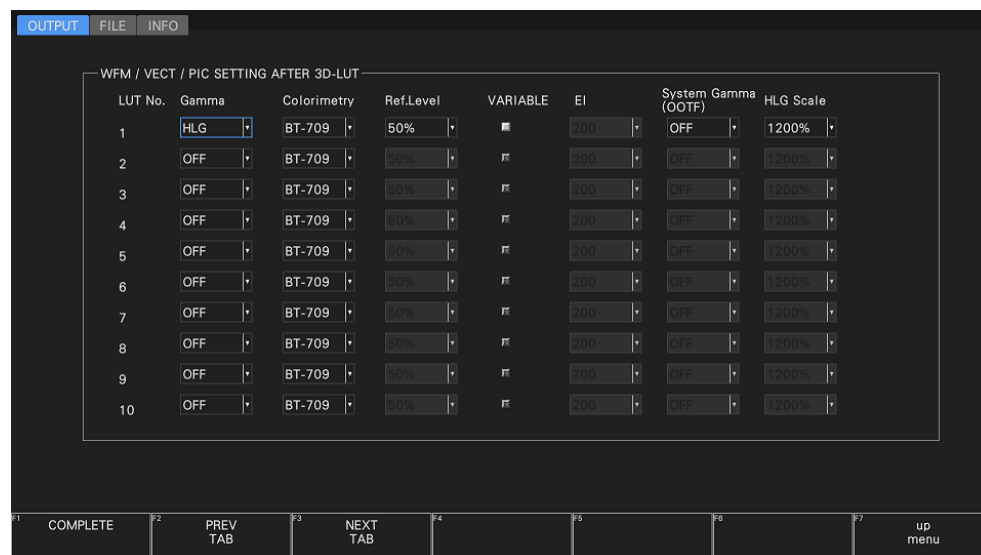 OUTPUT FILE INFO
WFM / VECT / PIC SETTING AFTER 3D-LUT
LUT No. Gamma Colorimetry Ref.Level VARIABLE EI System Gamma (OOTF) HLG Scale
1 HLG BT-709 50% 200 OFF 1200%
2 OFF BT-709 50% 200 OFF 1200%
3 OFF BT-709 50% 200 OFF 1200%
4 OFF BT-709 50% 200 OFF 1200%
5 OFF BT-709 50% 200 OFF 1200%
6 OFF BT-709 50% 200 OFF 1200%
7 OFF BT-709 50% 200 OFF 1200%
8 OFF BT-709 50% 200 OFF 1200%
9 OFF BT-709 50% 200 OFF 1200%
10 OFF BT-709 50% 200 OFF 1200%
F1 COMPLETE F2 PREV TAB F3 NEXT TAB F4 F5 F6 F7 up menu